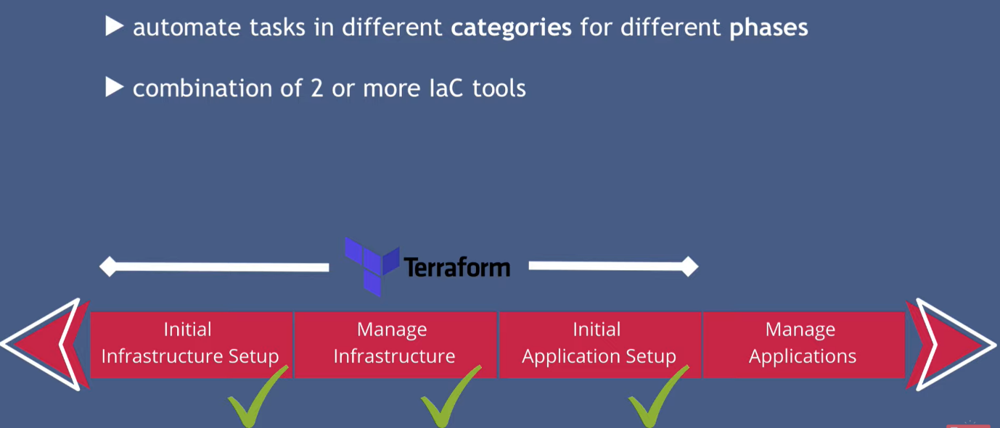 automate tasks in different categories for different phases
combination of 2 or more IaC tools
Terraform
Initial
Infrastructure Setup
Manage
Infrastructure
Initial
Application Setup
Manage
Applications